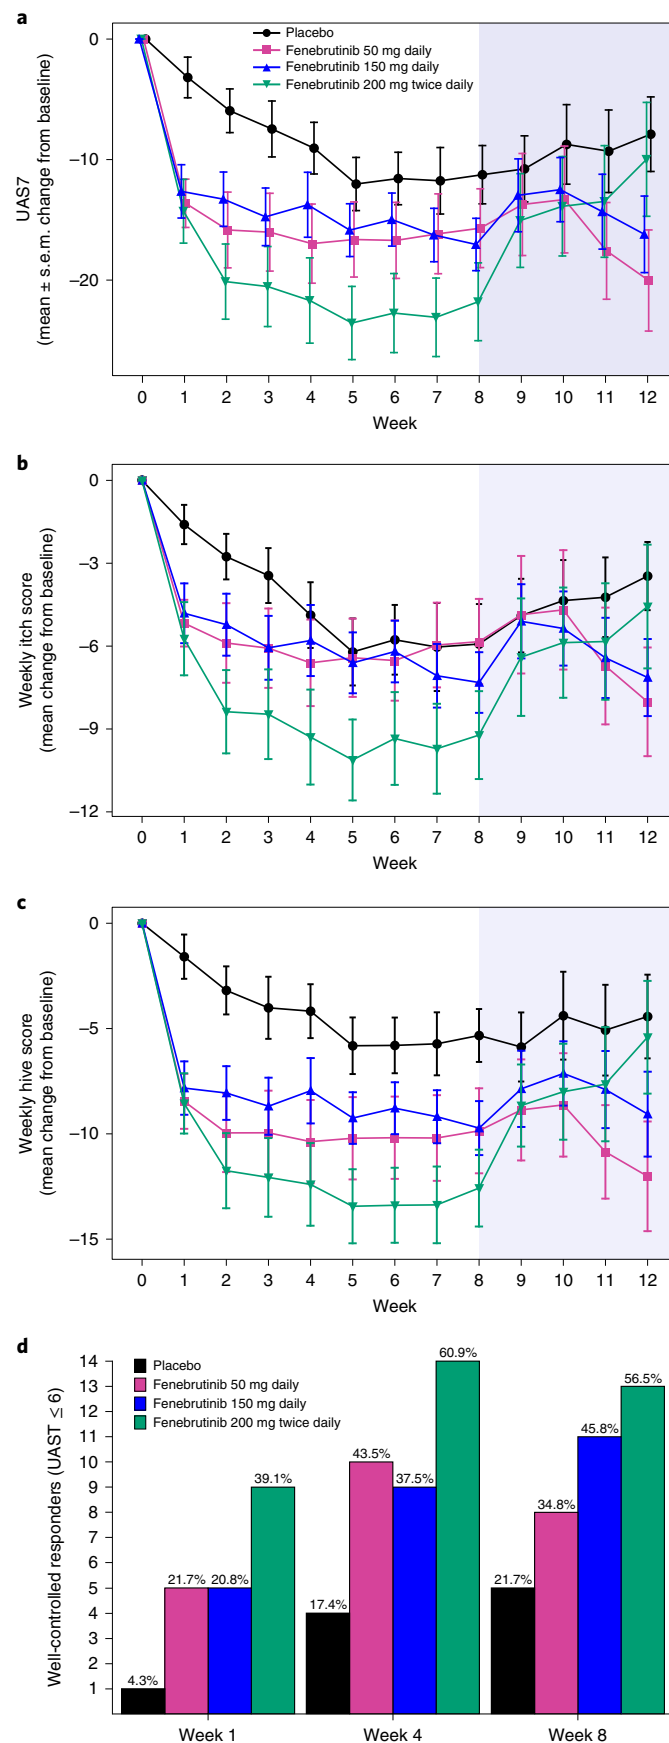 a
Placebo
Fenebrutinib 50 mg daily
Fenebrutinib 150 mg daily
Fenebrutinib 200 mg twice daily
UAS7
(mean ± s.e.m. change from baseline)
0
–10
–20
0 1 2 3 4 5 6 7 8 9 10 11 12
Week
b
Weekly itch score
(mean change from baseline)
0
–3
–6
–9
–12
0 1 2 3 4 5 6 7 8 9 10 11 12
Week
c
Weekly hive score
(mean change from baseline)
0
–5
–10
–15
0 1 2 3 4 5 6 7 8 9 10 11 12
Week
d
Placebo
Fenebrutinib 50 mg daily
Fenebrutinib 150 mg daily
Fenebrutinib 200 mg twice daily
Well-controlled responders (UAST ≤ 6)
14
13
12
11
10
9
8
7
6
5
4
3
2
1
4.3% 21.7% 20.8% 39.1%
17.4% 43.5% 37.5% 60.9%
21.7% 34.8% 45.8% 56.5%
Week 1 Week 4 Week 8